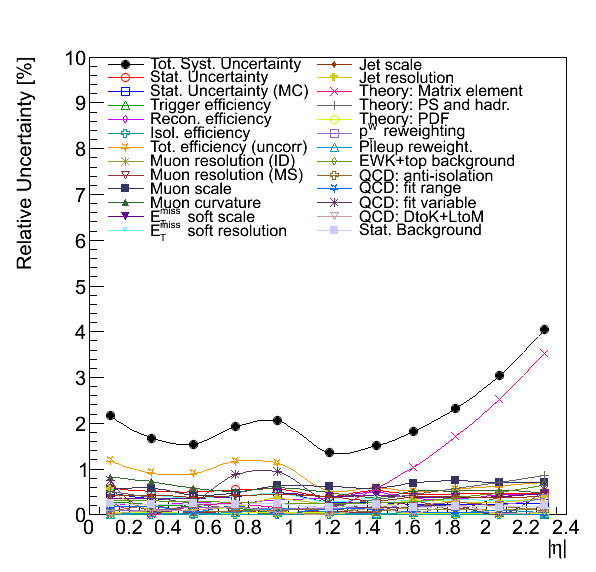 Relative Uncertainty [%]
10
9
8
7
6
5
4
3
2
1
0
Tot. Syst. Uncertainty
Stat. Uncertainty
Stat. Uncertainty (MC)
Trigger efficiency
Recon. efficiency
Isol. efficiency
Tot. efficiency (uncorr)
Muon resolution (ID)
Muon resolution (MS)
Muon scale
Muon curvature
E_T^miss soft scale
E_T^miss soft resolution
Jet scale
Jet resolution
Theory: Matrix element
Theory: PS and hadr.
Theory: PDF
p_T^W reweighting
Pileup reweight.
EWK+top background
QCD: anti-isolation
QCD: fit range
QCD: fit variable
QCD: DtoK+LtoM
Stat. Background
0 0.2 0.4 0.6 0.8 1 1.2 1.4 1.6 1.8 2 2.2 2.4
|η|